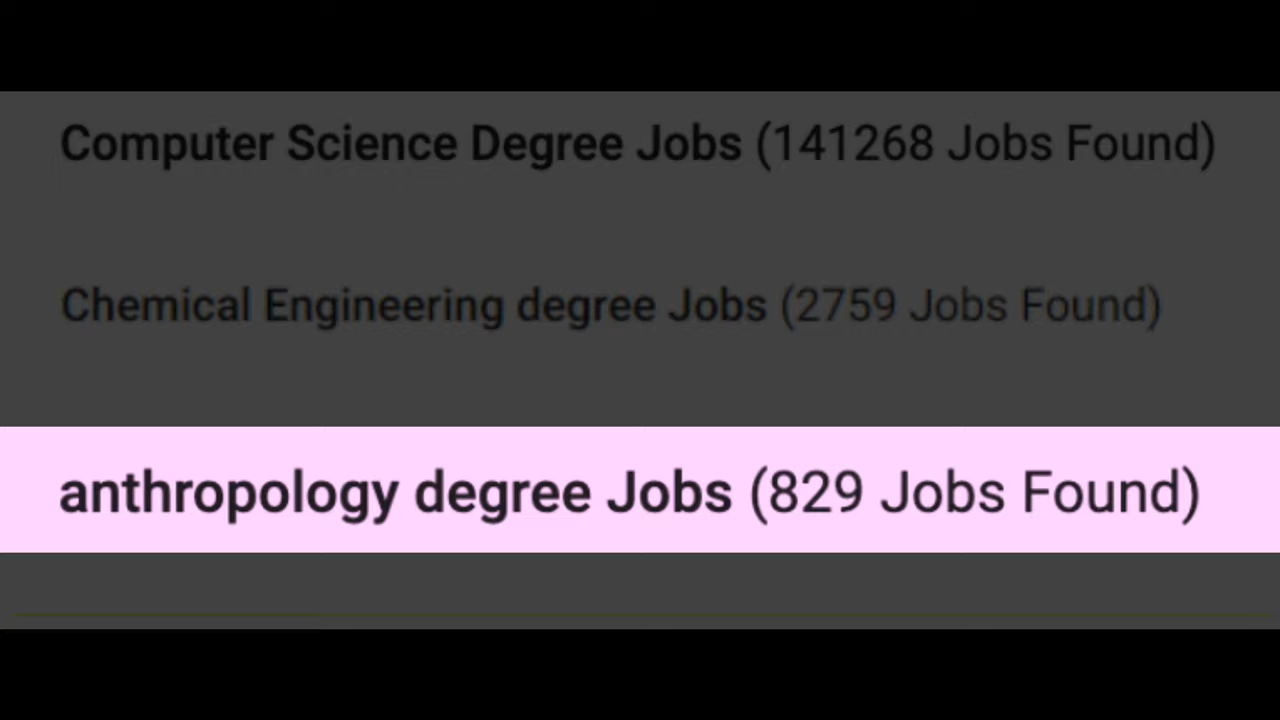 Computer Science Degree Jobs (141268 Jobs Found)
Chemical Engineering degree Jobs (2759 Jobs Found)
anthropology degree Jobs (829 Jobs Found)